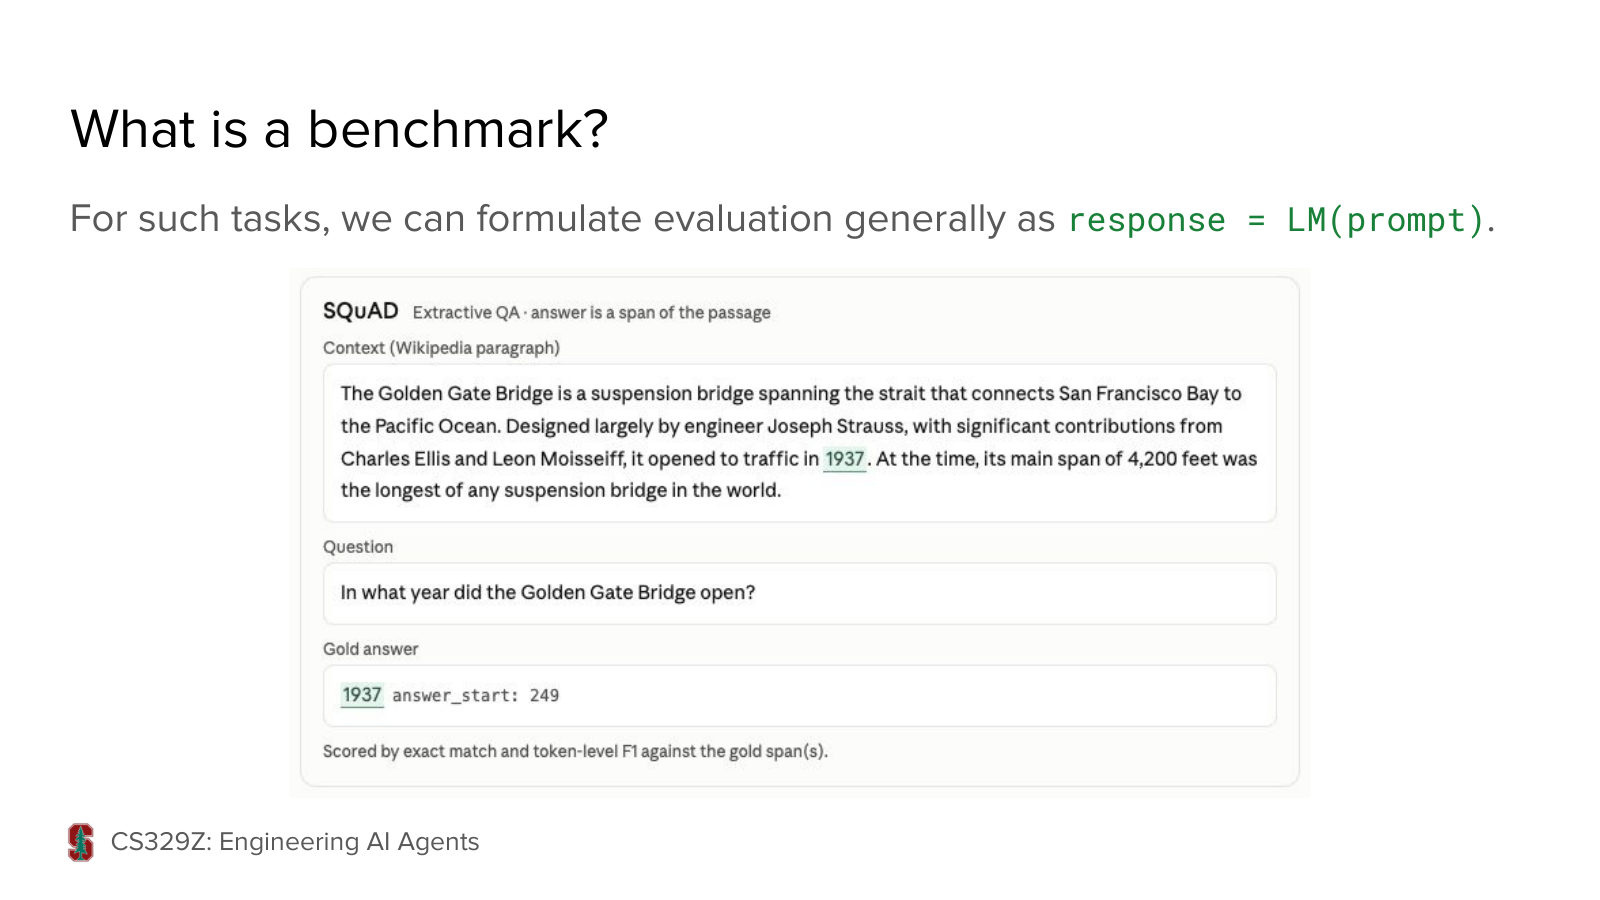 What is a benchmark?
For such tasks, we can formulate evaluation generally as response = LM(prompt).
SQuAD Extractive QA · answer is a span of the passage
Context (Wikipedia paragraph)
The Golden Gate Bridge is a suspension bridge spanning the strait that connects San Francisco Bay to
the Pacific Ocean. Designed largely by engineer Joseph Strauss, with significant contributions from
Charles Ellis and Leon Moisseiff, it opened to traffic in 1937. At the time, its main span of 4,200 feet was
the longest of any suspension bridge in the world.
Question
In what year did the Golden Gate Bridge open?
Gold answer
1937 answer_start: 249
Scored by exact match and token-level F1 against the gold span(s).
CS329Z: Engineering AI Agents